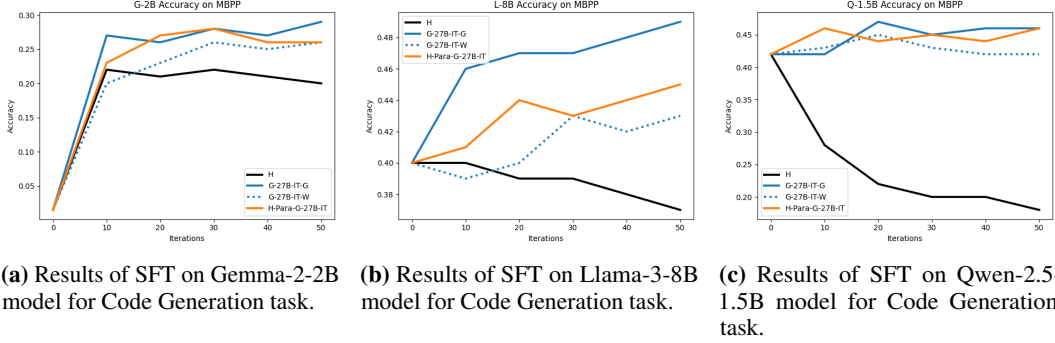 G-2B Accuracy on MBPP
0.30
0.25
0.20
0.15
0.10
0.05
Accuracy
0
10
20
30
40
50
Iterations
H
G-27B-IT-G
G-27B-IT-W
H-Para-G-27B-IT
L-8B Accuracy on MBPP
H
G-27B-IT-G
G-27B-IT-W
H-Para-G-27B-IT
0.48
0.46
0.44
0.42
0.40
0.38
Accuracy
0
10
20
30
40
50
Iterations
Q-1.5B Accuracy on MBPP
0.45
0.40
0.35
0.30
0.25
0.20
Accuracy
0
10
20
30
40
50
Iterations
H
G-27B-IT-G
G-27B-IT-W
H-Para-G-27B-IT
(a) Results of SFT on Gemma-2-2B
model for Code Generation task.
(b) Results of SFT on Llama-3-8B
model for Code Generation task.
(c) Results of SFT on Qwen-2.5-
1.5B model for Code Generation
task.